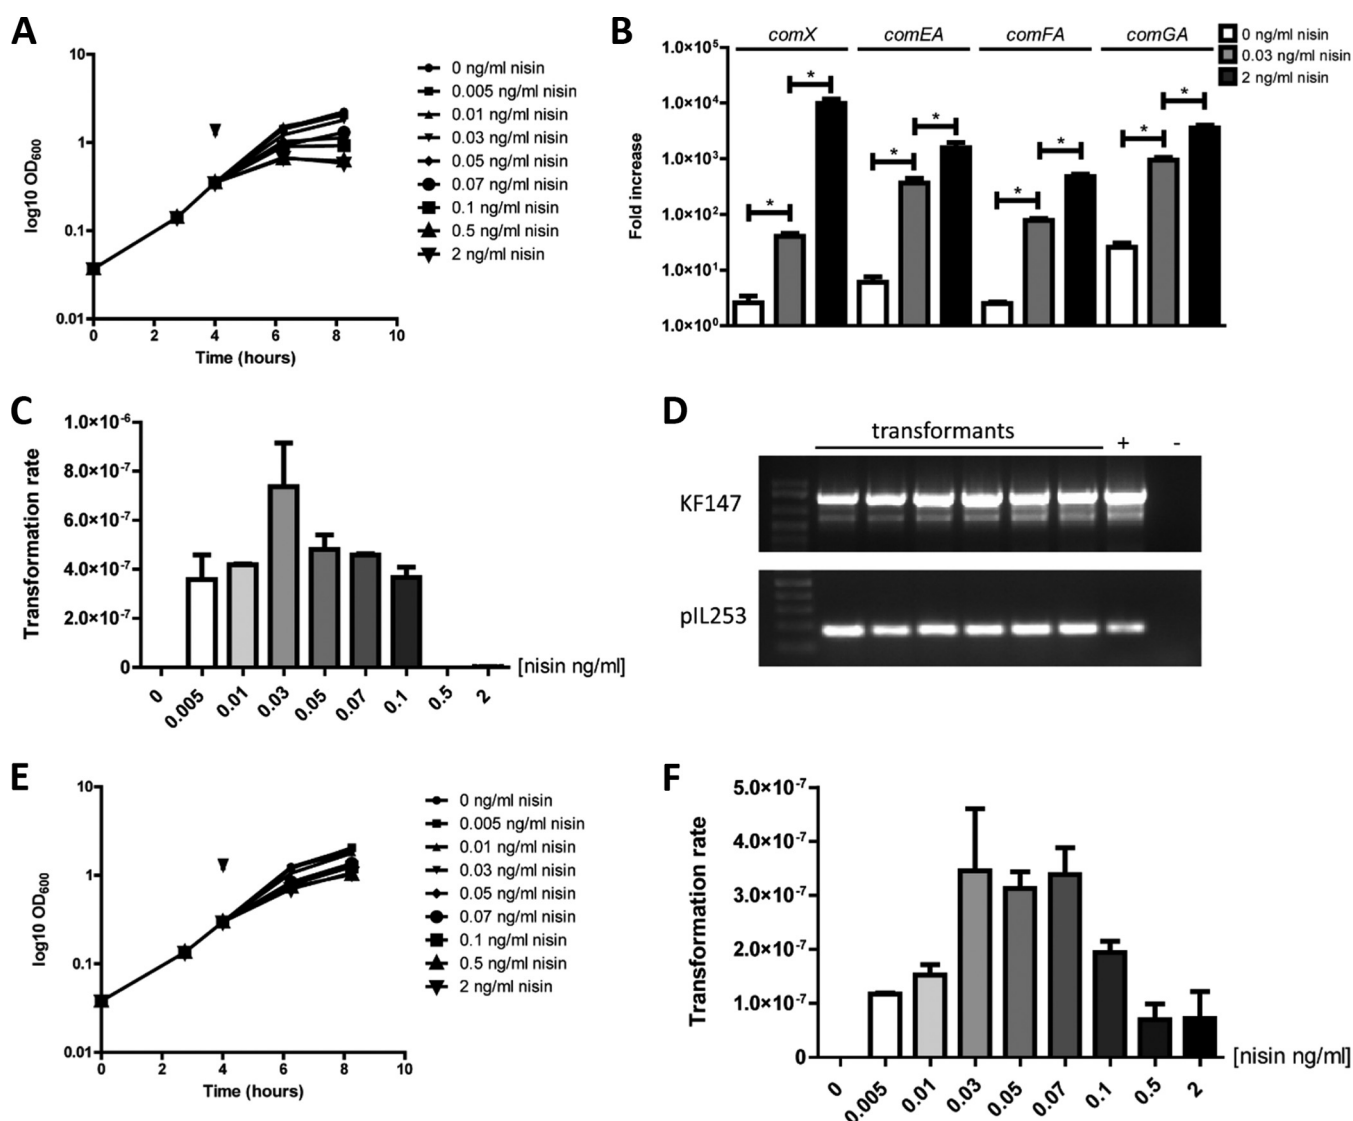 A
10
1
0.1
0.01
log10 OD600
0 2 4 6 8 10
Time (hours)
0 ng/ml nisin
0.005 ng/ml nisin
0.01 ng/ml nisin
0.03 ng/ml nisin
0.05 ng/ml nisin
0.07 ng/ml nisin
0.1 ng/ml nisin
0.5 ng/ml nisin
2 ng/ml nisin
B
comX comEA comFA comGA
1.0×10⁵
1.0×10⁴
1.0×10³
1.0×10²
1.0×10¹
1.0×10⁰
Fold increase
* * * * * * * *
0 ng/ml nisin
0.03 ng/ml nisin
2 ng/ml nisin
C
1.0×10⁻⁶
8.0×10⁻⁷
6.0×10⁻⁷
4.0×10⁻⁷
2.0×10⁻⁷
0
Transformation rate
0 0.005 0.01 0.03 0.05 0.07 0.1 0.5 2
[nisin ng/ml]
D
transformants + -
KF147
pIL253
E
10
1
0.1
0.01
log10 OD600
0 2 4 6 8 10
Time (hours)
0 ng/ml nisin
0.005 ng/ml nisin
0.01 ng/ml nisin
0.03 ng/ml nisin
0.05 ng/ml nisin
0.07 ng/ml nisin
0.1 ng/ml nisin
0.5 ng/ml nisin
2 ng/ml nisin
F
5.0×10⁻⁷
4.0×10⁻⁷
3.0×10⁻⁷
2.0×10⁻⁷
1.0×10⁻⁷
0
Transformation rate
0 0.005 0.01 0.03 0.05 0.07 0.1 0.5 2
[nisin ng/ml]